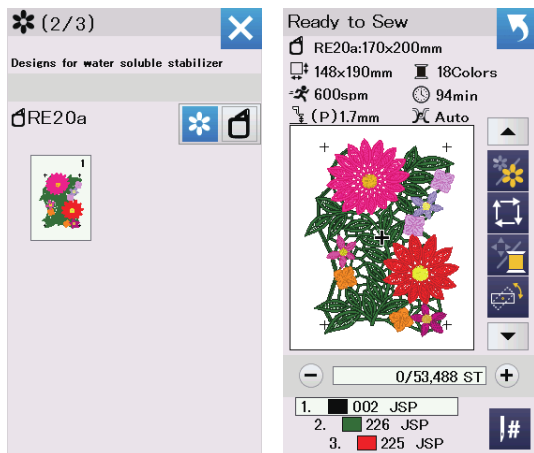 (2/3)
Designs for water soluble stabilizer
RE20a
1
Ready to Sew
RE20a:170x200mm
148x190mm 18Colors
600spm 94min
(P)1.7mm Auto
0/53,488 ST
1. 002 JSP
2. 226 JSP
3. 225 JSP
#